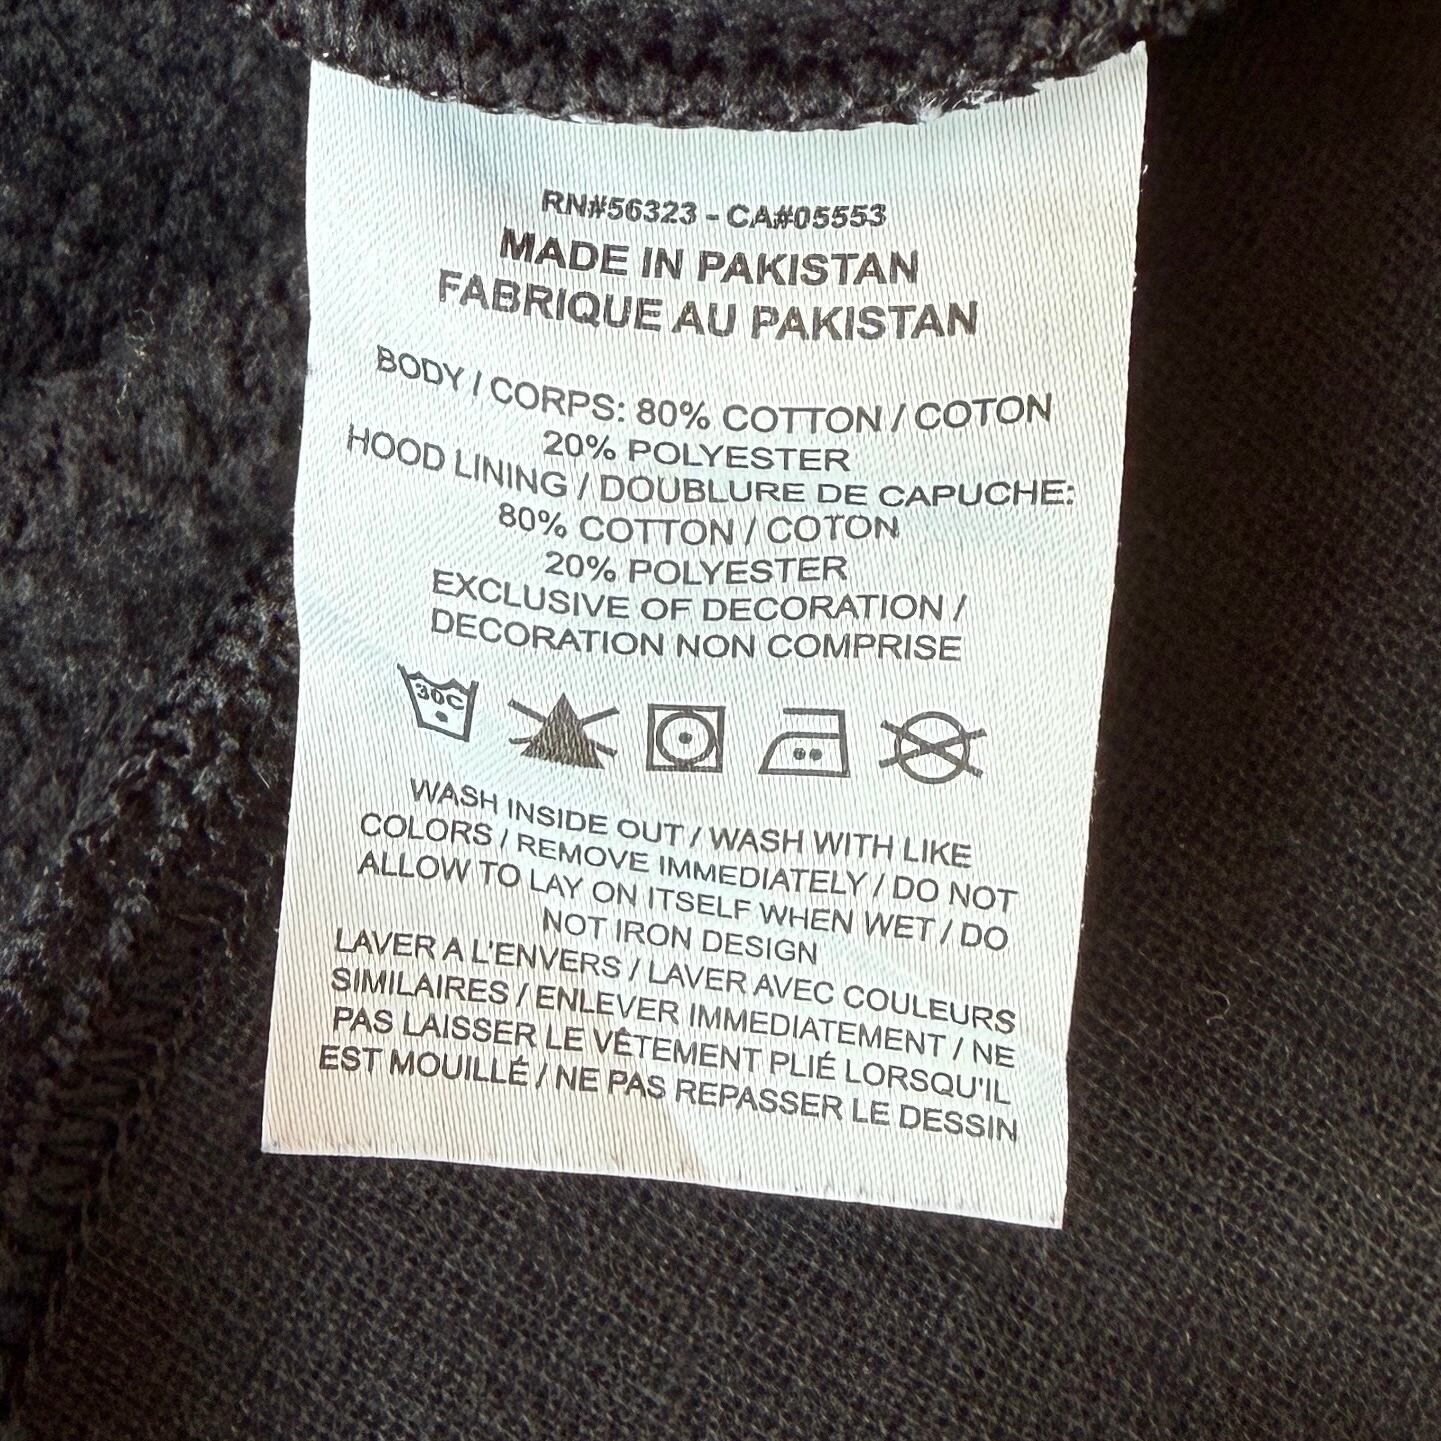 RN#56323 - CA#05553
MADE IN PAKISTAN
FABRIQUE AU PAKISTAN
BODY / CORPS: 80% COTTON / COTON
20% POLYESTER
HOOD LINING / DOUBLURE DE CAPUCHE:
80% COTTON / COTON
20% POLYESTER
EXCLUSIVE OF DECORATION /
DECORATION NON COMPRISE
30C
WASH INSIDE OUT / WASH WITH LIKE
COLORS / REMOVE IMMEDIATELY / DO NOT
ALLOW TO LAY ON ITSELF WHEN WET / DO
NOT IRON DESIGN
LAVER A L'ENVERS / LAVER AVEC COULEURS
SIMILAIRES / ENLEVER IMMEDIATEMENT / NE
PAS LAISSER LE VÊTEMENT PLIÉ LORSQU'IL
EST MOUILLÉ / NE PAS REPASSER LE DESSIN